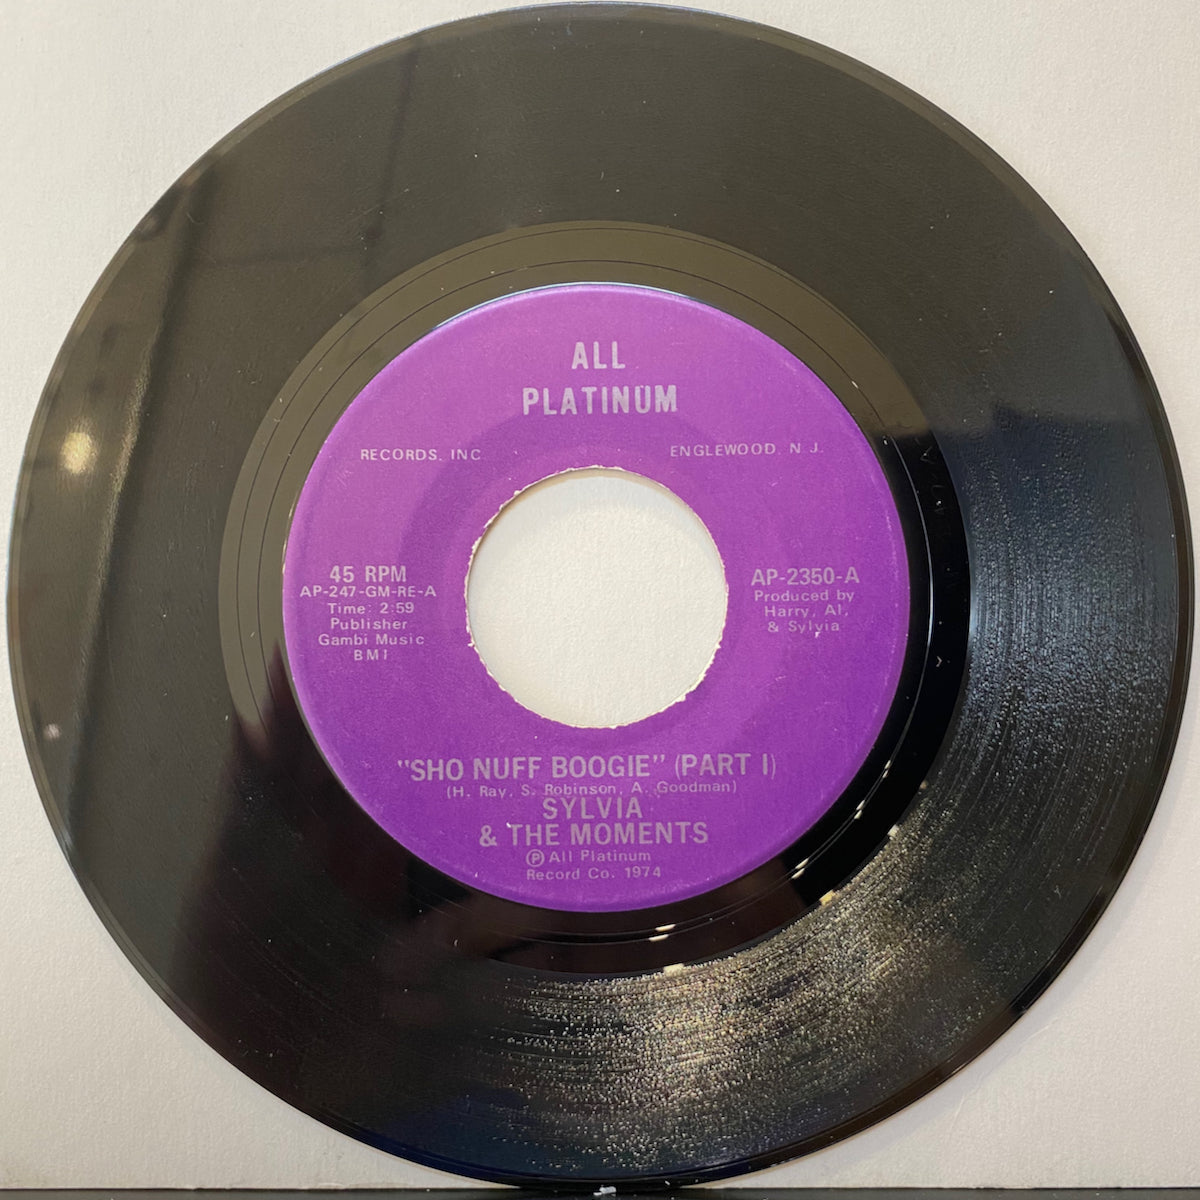 ALL
PLATINUM
RECORDS, INC
ENGLEWOOD, N. J.
45 RPM
AP-247-GM-RE-A
Time: 2:59
Publisher
Gambi Music
BMI
AP-2350-A
Produced by
Harry, Al,
& Sylvia
"SHO NUFF BOOGIE" (PART I)
(H. Ray, S. Robinson, A. Goodman)
SYLVIA
& THE MOMENTS
Ⓟ All Platinum
Record Co. 1974